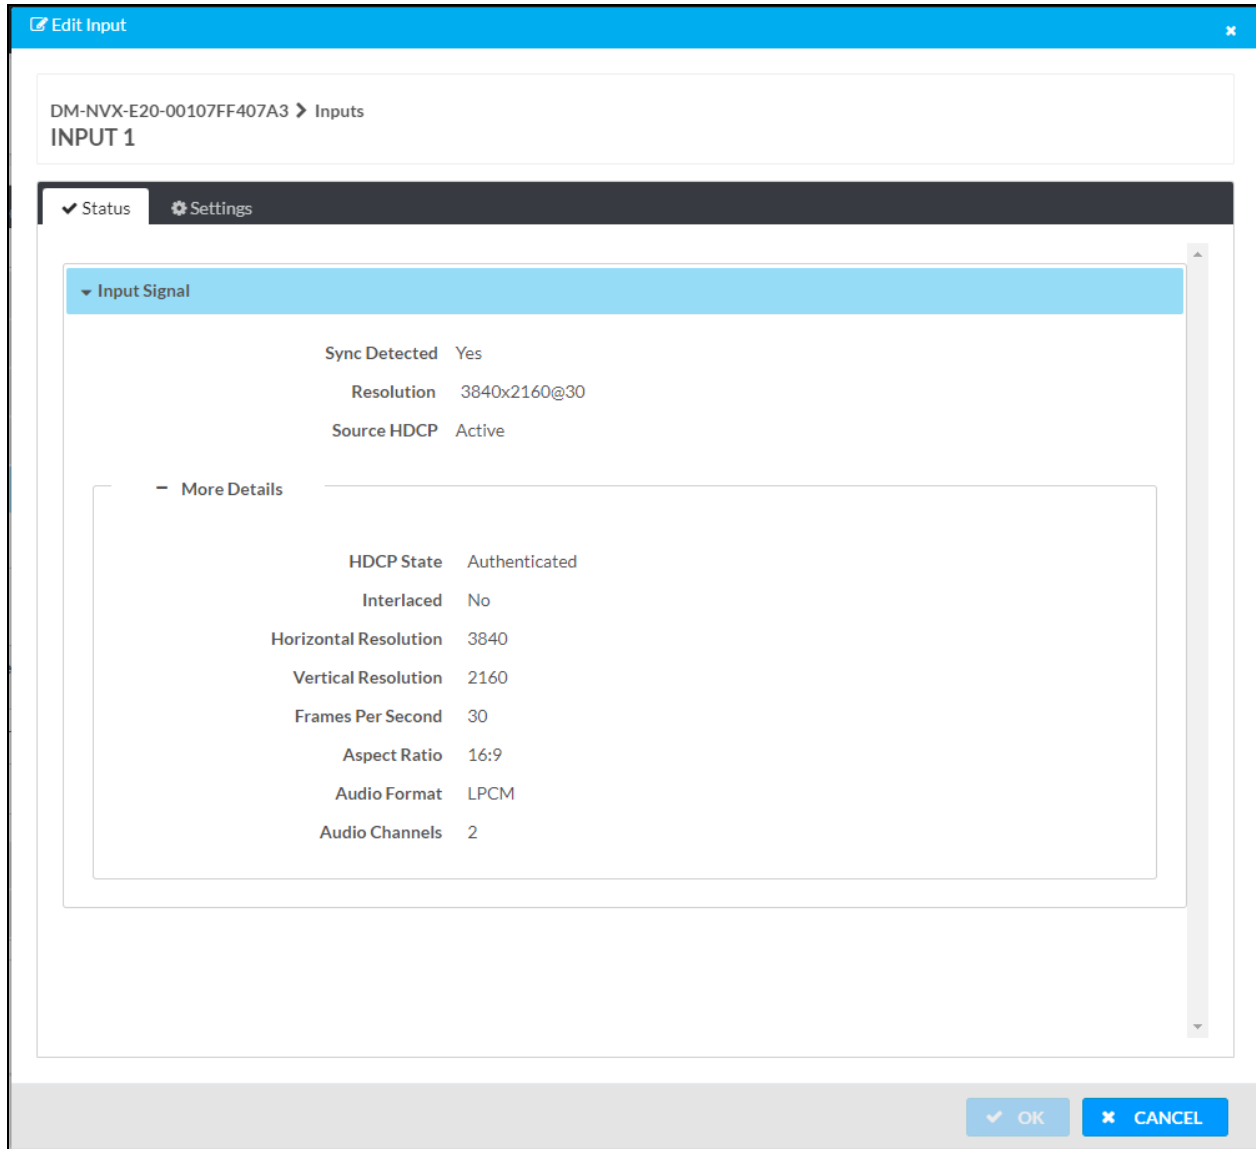 Edit Input
DM-NVX-E20-00107FF407A3 > Inputs
INPUT 1
Status Settings
Input Signal
Sync Detected Yes
Resolution 3840x2160@30
Source HDCP Active
More Details
HDCP State Authenticated
Interlaced No
Horizontal Resolution 3840
Vertical Resolution 2160
Frames Per Second 30
Aspect Ratio 16:9
Audio Format LPCM
Audio Channels 2
OK CANCEL